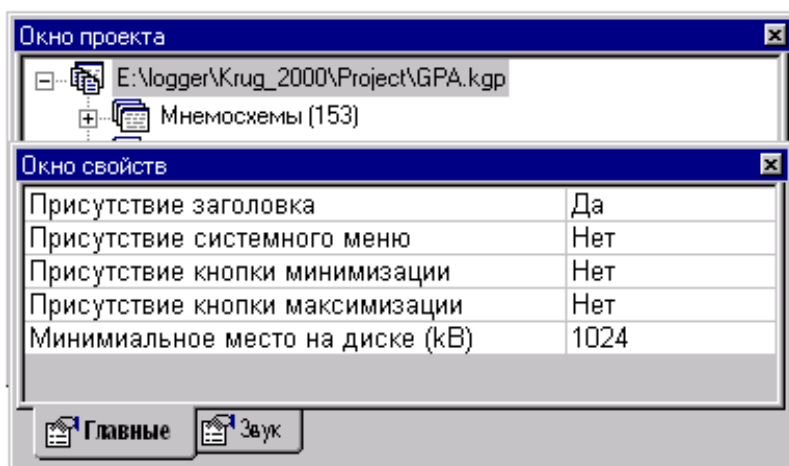 Окно проекта
E:\logger\Krug_2000\Project\GPA.kgp
Мнемосхемы (153)
Окно свойств
Присутствие заголовка Да
Присутствие системного меню Нет
Присутствие кнопки минимизации Нет
Присутствие кнопки максимизации Нет
Минимиальное место на диске (kB) 1024
Главные Звук